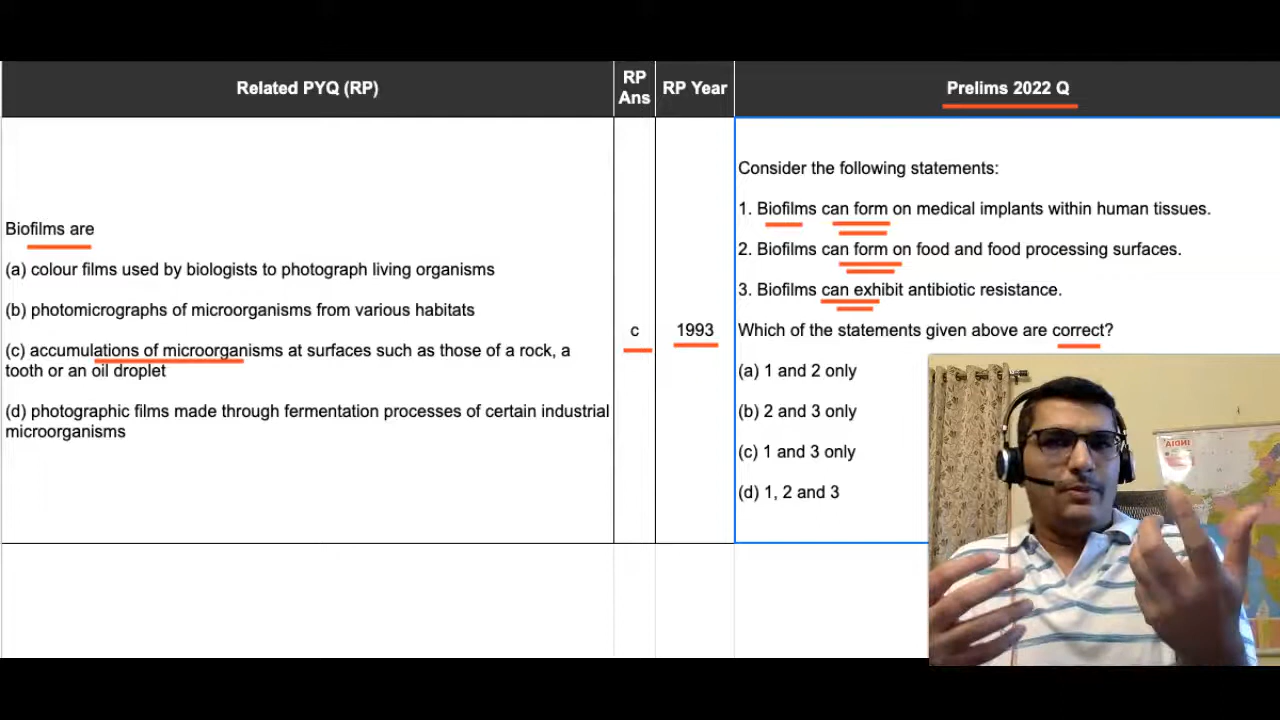 Related PYQ (RP)
RP
Ans
RP Year
Prelims 2022 Q
Biofilms are
(a) colour films used by biologists to photograph living organisms
(b) photomicrographs of microorganisms from various habitats
(c) accumulations of microorganisms at surfaces such as those of a rock, a
tooth or an oil droplet
(d) photographic films made through fermentation processes of certain industrial
microorganisms
c
1993
Consider the following statements:
1. Biofilms can form on medical implants within human tissues.
2. Biofilms can form on food and food processing surfaces.
3. Biofilms can exhibit antibiotic resistance.
Which of the statements given above are correct?
(a) 1 and 2 only
(b) 2 and 3 only
(c) 1 and 3 only
(d) 1, 2 and 3
INDIA